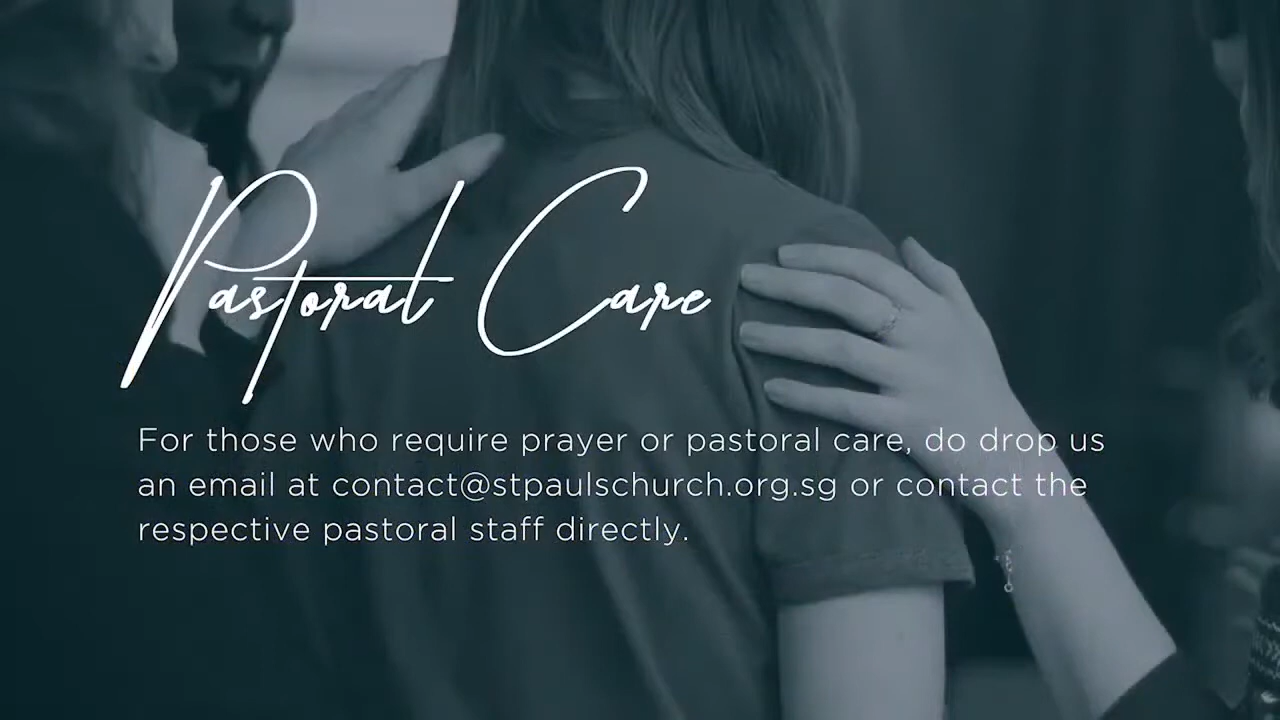 Pastoral Care
For those who require prayer or pastoral care, do drop us
an email at contact@stpaulschurch.org.sg or contact the
respective pastoral staff directly.